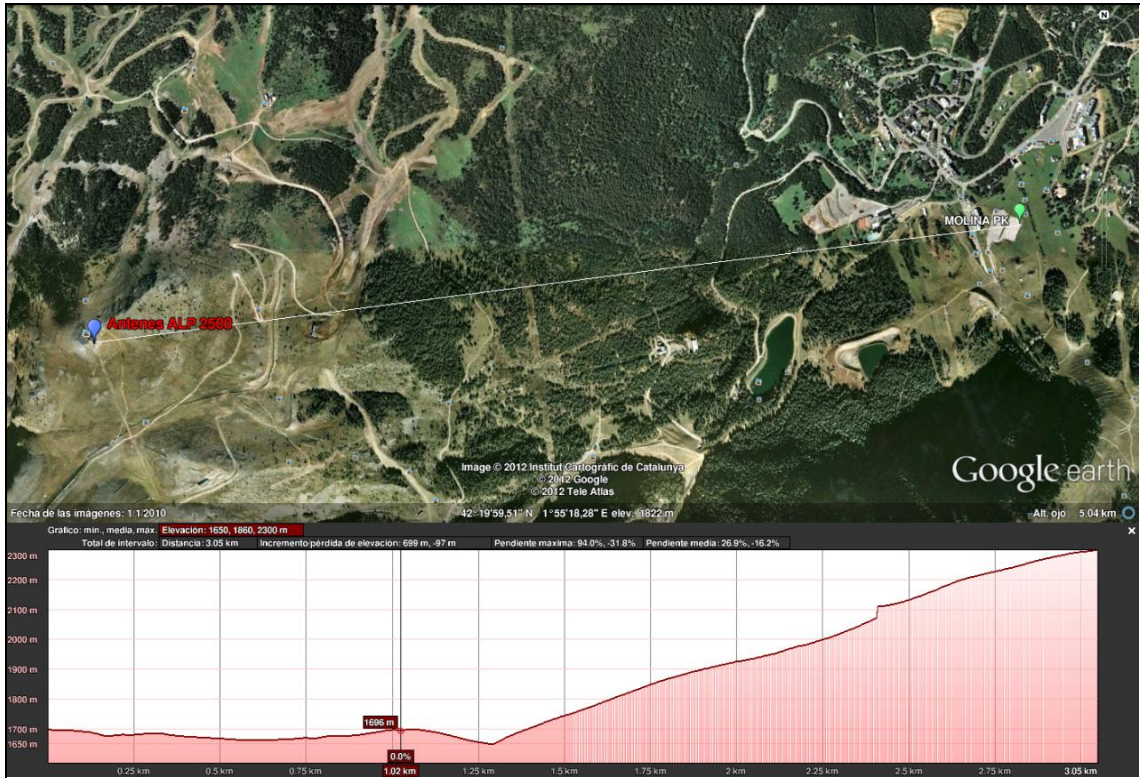 N
MOLINA PK
Antenes ALP 2500
Image © 2012 Institut Cartogràfic de Catalunya
© 2012 Google
© 2012 Tele Atlas
Google earth
Fecha de las imágenes: 1/1/2010 42°19'59,51" N 1°55'18,28" E elev. 1822 m Alt. ojo 5.04 km
Gráfico: mín., media, máx. Elevación: 1650, 1860, 2300 m
Total de intervalo: Distancia: 3.05 km Incremento/pérdida de elevación: 699 m, -97 m Pendiente máxima: 94.0%, -31.8% Pendiente media: 26.9%, -16.2%
2300 m
2200 m
2100 m
2000 m
1900 m
1800 m
1700 m
1650 m
1696 m
0.0%
0.25 km 0.5 km 0.75 km 1.02 km 1.25 km 1.5 km 1.75 km 2 km 2.25 km 2.5 km 2.75 km 3.05 km